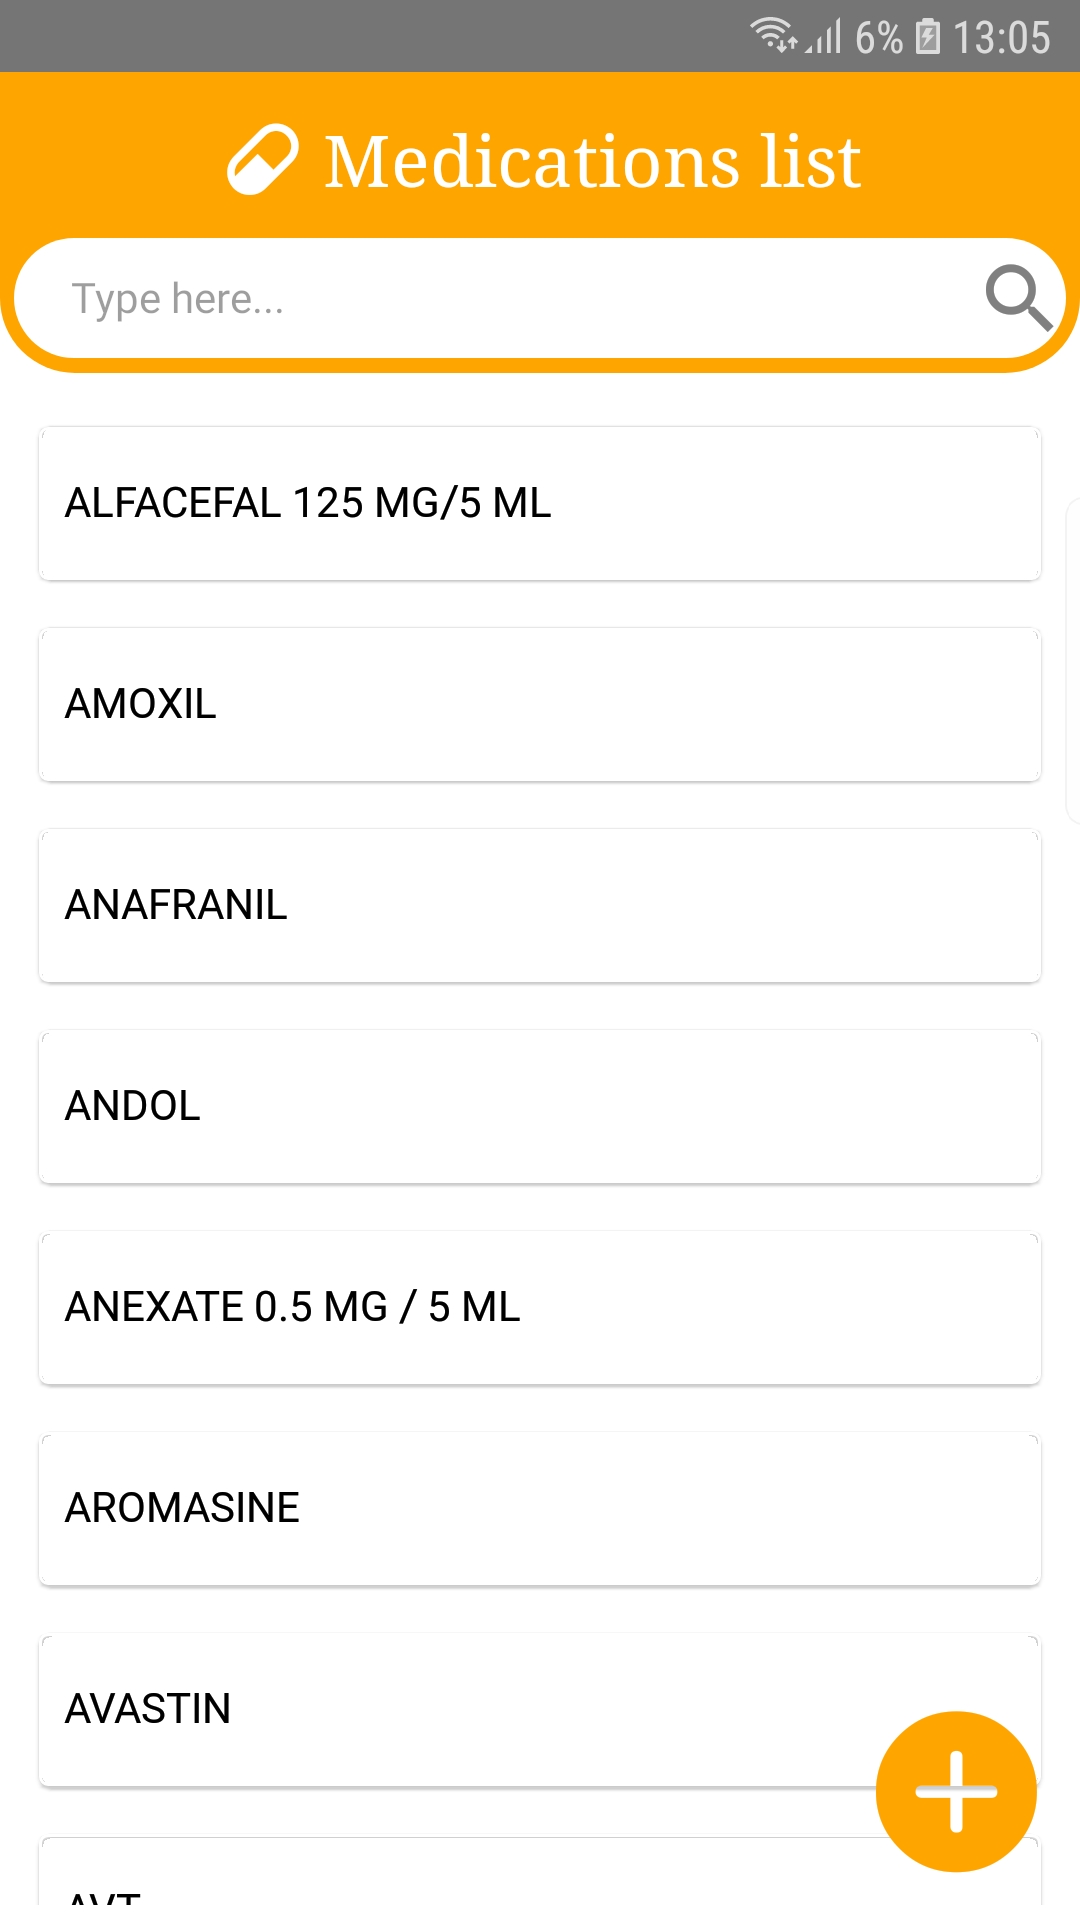 6% 13:05
Medications list
Type here...
ALFACEFAL 125 MG/5 ML
AMOXIL
ANAFRANIL
ANDOL
ANEXATE 0.5 MG / 5 ML
AROMASINE
AVASTIN
AVT